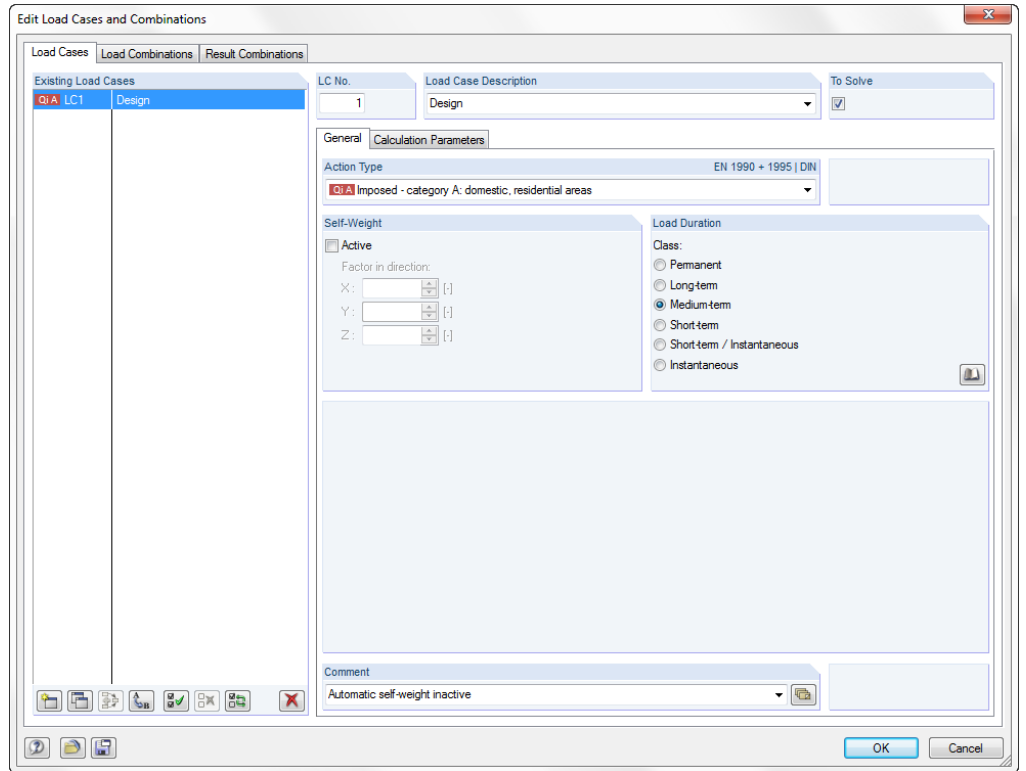 Edit Load Cases and Combinations
Load Cases
Load Combinations
Result Combinations
Existing Load Cases
Qi A LC1 Design
LC No.
1
Load Case Description
Design
To Solve
General
Calculation Parameters
Action Type
EN 1990 + 1995 | DIN
Qi A Imposed - category A: domestic, residential areas
Self-Weight
Active
Factor in direction:
X: [-]
Y: [-]
Z: [-]
Load Duration
Class:
Permanent
Long-term
Medium-term
Short-term
Short-term / Instantaneous
Instantaneous
Comment
Automatic self-weight inactive
OK
Cancel